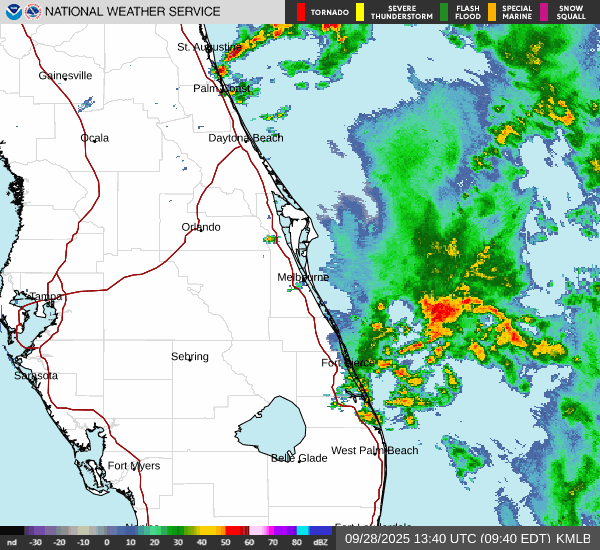 NATIONAL WEATHER SERVICE
TORNADO
SEVERE THUNDERSTORM
FLASH FLOOD
SPECIAL MARINE
SNOW SQUALL
St. Augustine
Gainesville
Palm Coast
Ocala
Daytona Beach
Orlando
Melbourne
Tampa
Sebring
Fort Pierce
Sarasota
West Palm Beach
Belle Glade
Fort Myers
Fort Lauderdale
nd -30 -20 -10 0 10 20 30 40 50 60 70 80 dBZ
09/28/2025 13:40 UTC (09:40 EDT) KMLB